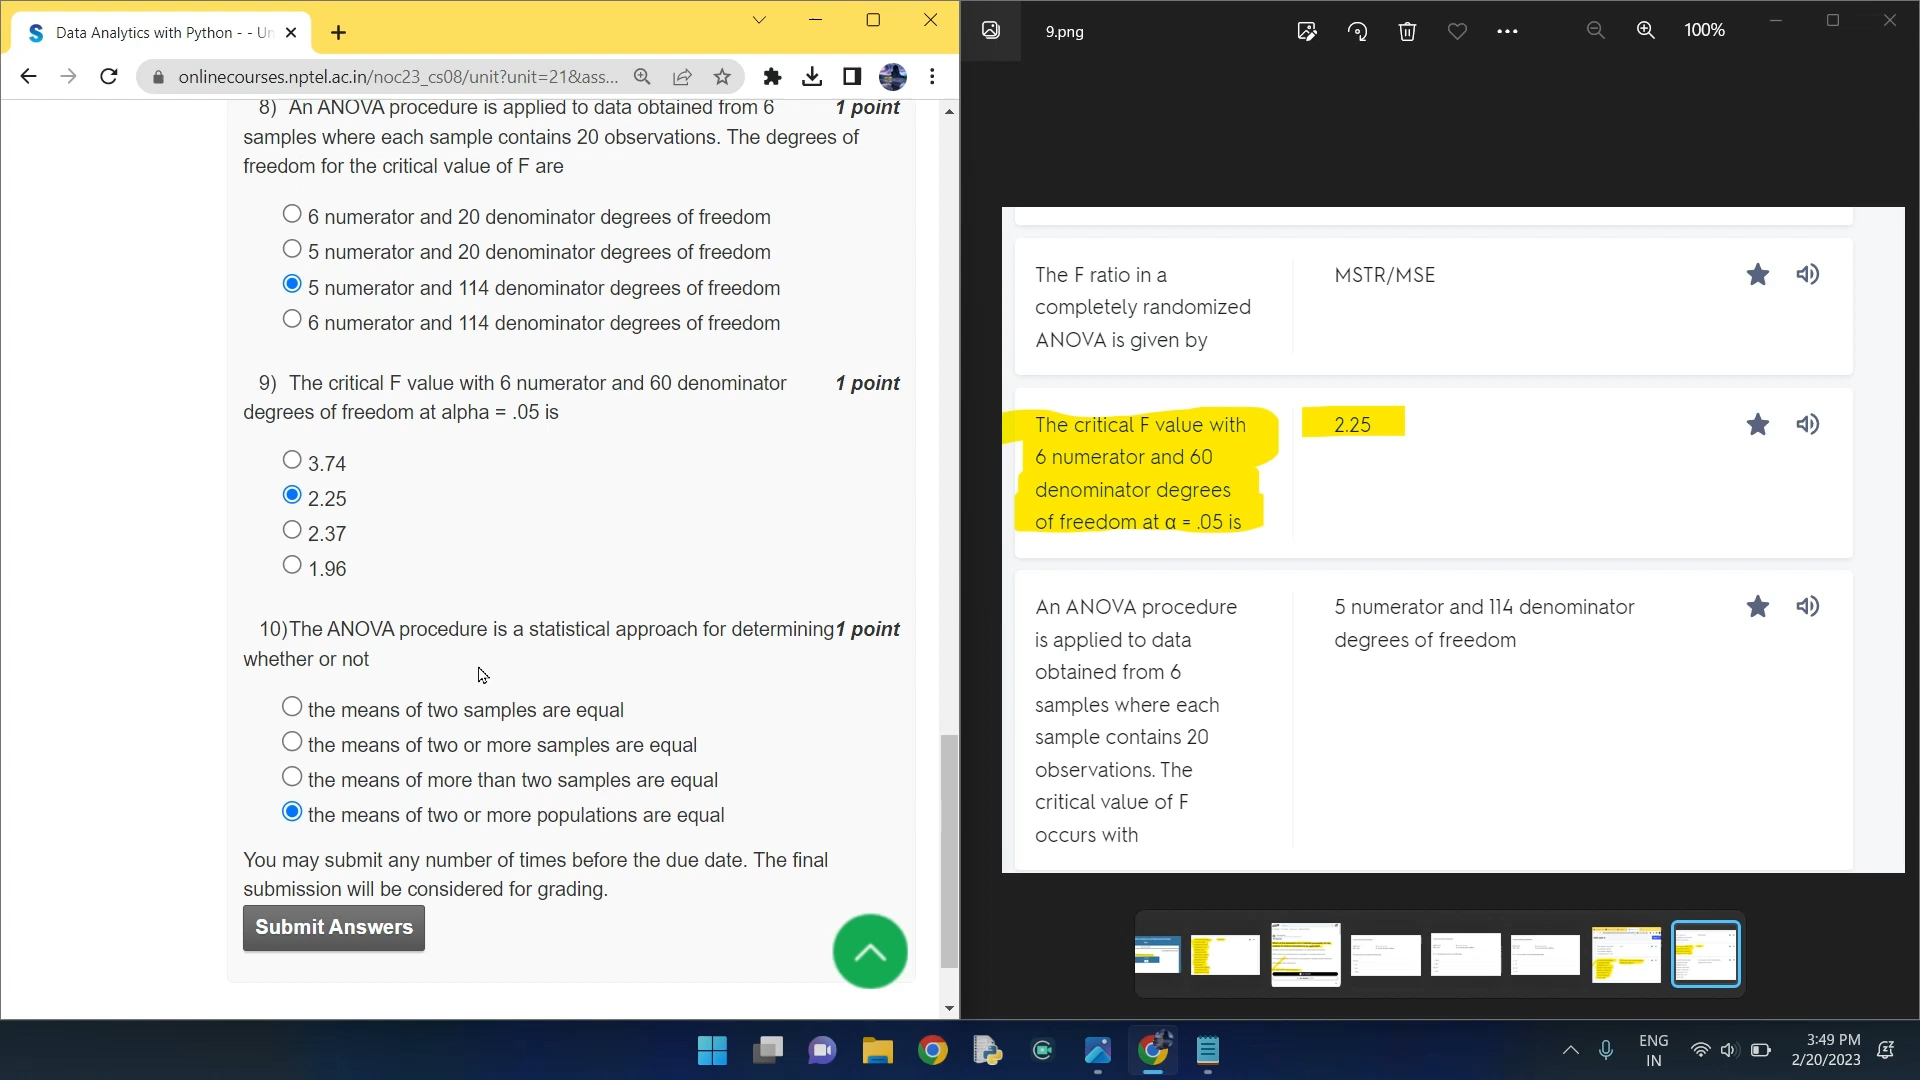 Data Analytics with Python - - Un
onlinecourses.nptel.ac.in/noc23_cs08/unit?unit=21&ass...
8) An ANOVA procedure is applied to data obtained from 6 1 point
samples where each sample contains 20 observations. The degrees of
freedom for the critical value of F are
6 numerator and 20 denominator degrees of freedom
5 numerator and 20 denominator degrees of freedom
5 numerator and 114 denominator degrees of freedom
6 numerator and 114 denominator degrees of freedom
9) The critical F value with 6 numerator and 60 denominator 1 point
degrees of freedom at alpha = .05 is
3.74
2.25
2.37
1.96
10)The ANOVA procedure is a statistical approach for determining 1 point
whether or not
the means of two samples are equal
the means of two or more samples are equal
the means of more than two samples are equal
the means of two or more populations are equal
You may submit any number of times before the due date. The final
submission will be considered for grading.
Submit Answers
9.png
100%
The F ratio in a
completely randomized
ANOVA is given by
MSTR/MSE
The critical F value with
6 numerator and 60
denominator degrees
of freedom at α = .05 is
2.25
An ANOVA procedure
is applied to data
obtained from 6
samples where each
sample contains 20
observations. The
critical value of F
occurs with
5 numerator and 114 denominator
degrees of freedom
ENG
IN
3:49 PM
2/20/2023